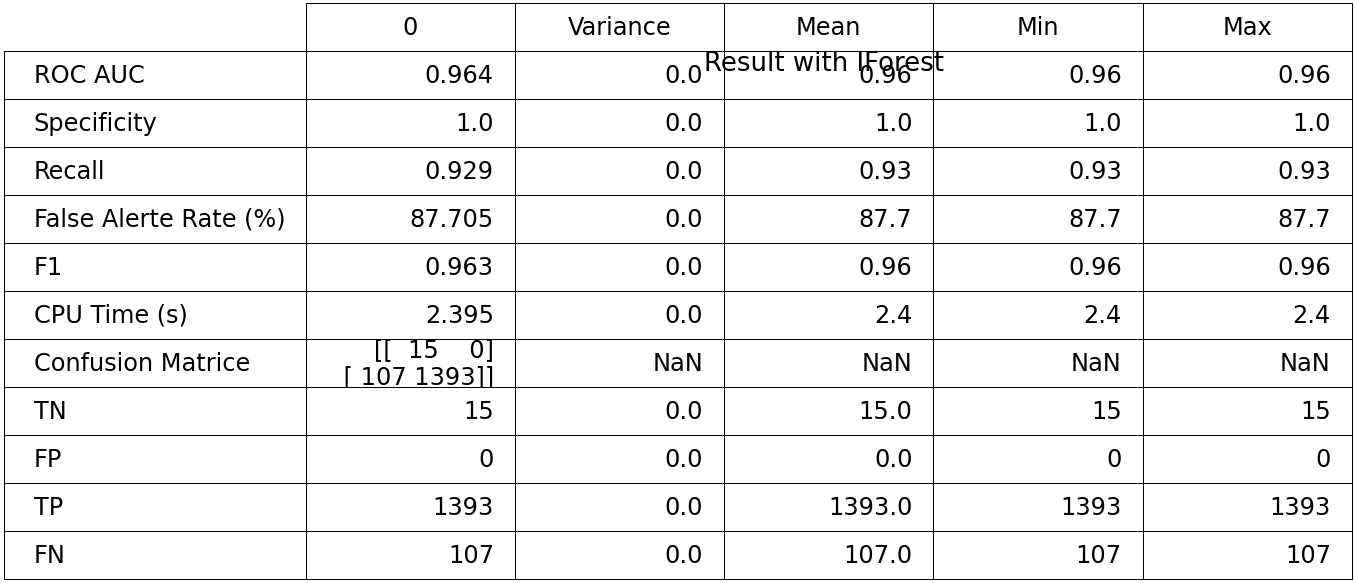 0 Variance Mean Min Max
Result with IForest
ROC AUC 0.964 0.0 0.96 0.96 0.96
Specificity 1.0 0.0 1.0 1.0 1.0
Recall 0.929 0.0 0.93 0.93 0.93
False Alerte Rate (%) 87.705 0.0 87.7 87.7 87.7
F1 0.963 0.0 0.96 0.96 0.96
CPU Time (s) 2.395 0.0 2.4 2.4 2.4
Confusion Matrice [[ 15 0] NaN NaN NaN NaN
[ 107 1393]]
TN 15 0.0 15.0 15 15
FP 0 0.0 0.0 0 0
TP 1393 0.0 1393.0 1393 1393
FN 107 0.0 107.0 107 107